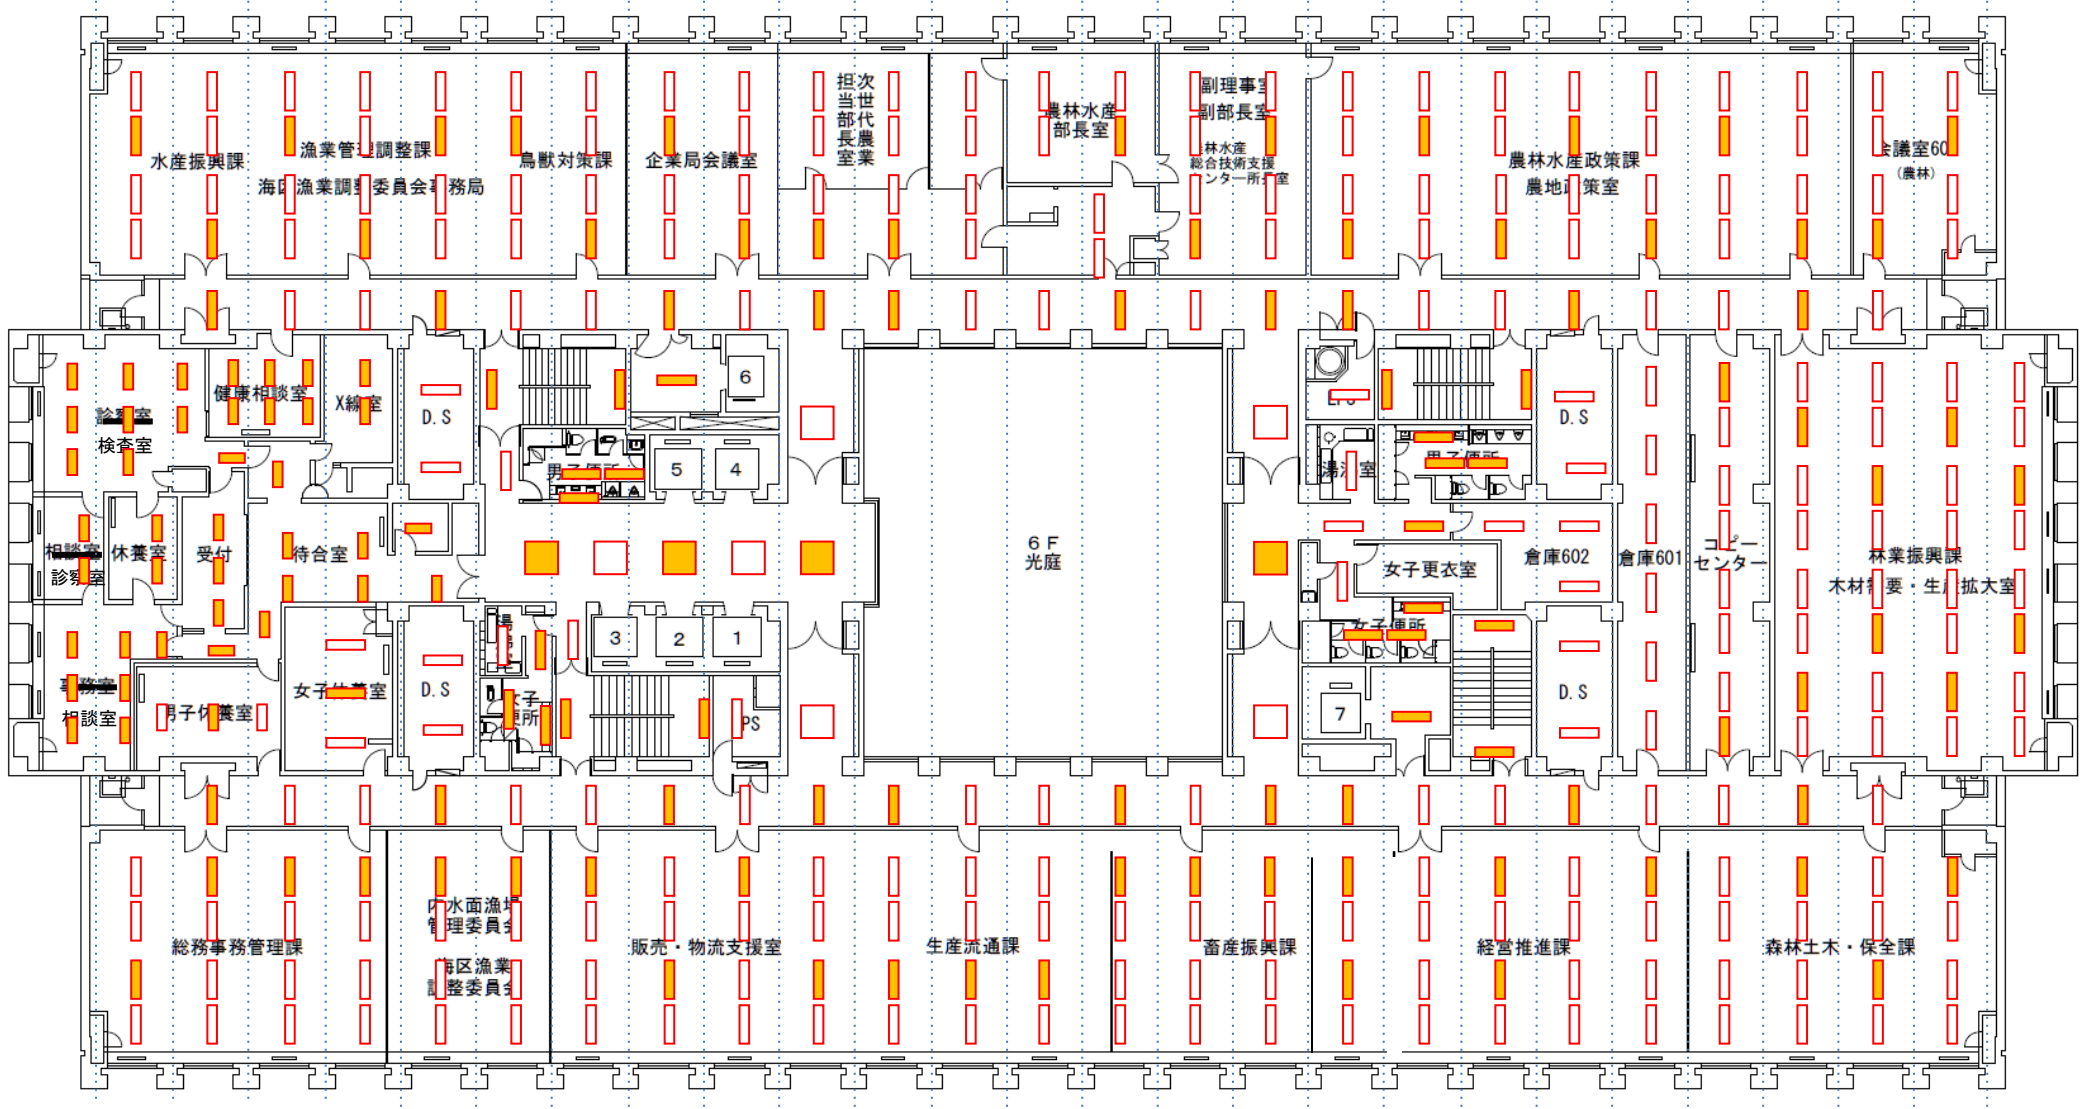 水産振興課
漁業管理調整課
海区漁業調整委員会事務局
鳥獣対策課
企業局会議室
次世代農業
担当部長室
農林水産
部長室
副理事室
副部長室
農林水産
総合技術支援
センター所長室
農林水産政策課
農地政策室
会議室60
(農林)
診察室
検査室
健康相談室
X線室
D.S
男子便所
6
5
4
相談室
診察室
休養室
受付
待合室
事務室
相談室
男子休養室
女子休養室
D.S
湯沸室
女子
便所
3
2
1
PS
6F
光庭
EPS
湯沸室
男子便所
D.S
女子更衣室
倉庫602
倉庫601
コピー
センター
女子便所
7
D.S
林業振興課
木材需要・生産拡大室
総務事務管理課
内水面漁場
管理委員会
海区漁業
調整委員会
販売・物流支援室
生産流通課
畜産振興課
経営推進課
森林土木・保全課